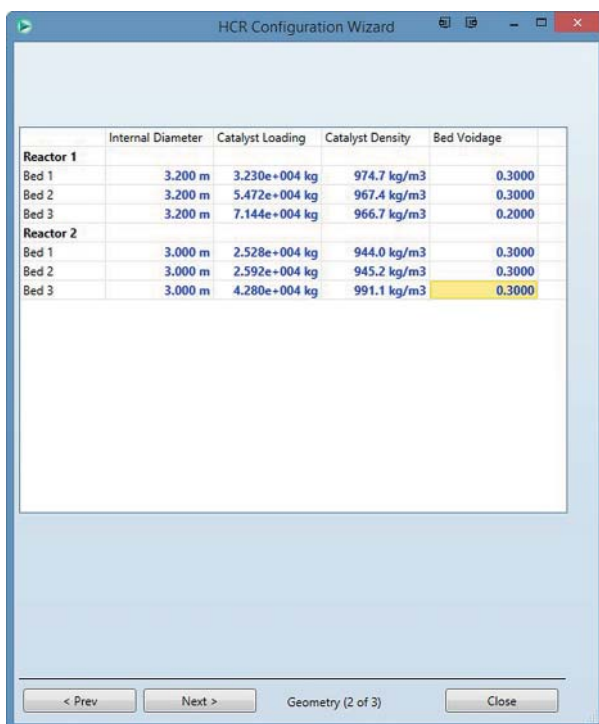 HCR Configuration Wizard
Internal Diameter Catalyst Loading Catalyst Density Bed Voidage
Reactor 1
Bed 1 3.200 m 3.230e+004 kg 974.7 kg/m3 0.3000
Bed 2 3.200 m 5.472e+004 kg 967.4 kg/m3 0.3000
Bed 3 3.200 m 7.144e+004 kg 966.7 kg/m3 0.2000
Reactor 2
Bed 1 3.000 m 2.528e+004 kg 944.0 kg/m3 0.3000
Bed 2 3.000 m 2.592e+004 kg 945.2 kg/m3 0.3000
Bed 3 3.000 m 4.280e+004 kg 991.1 kg/m3 0.3000
< Prev Next > Geometry (2 of 3) Close